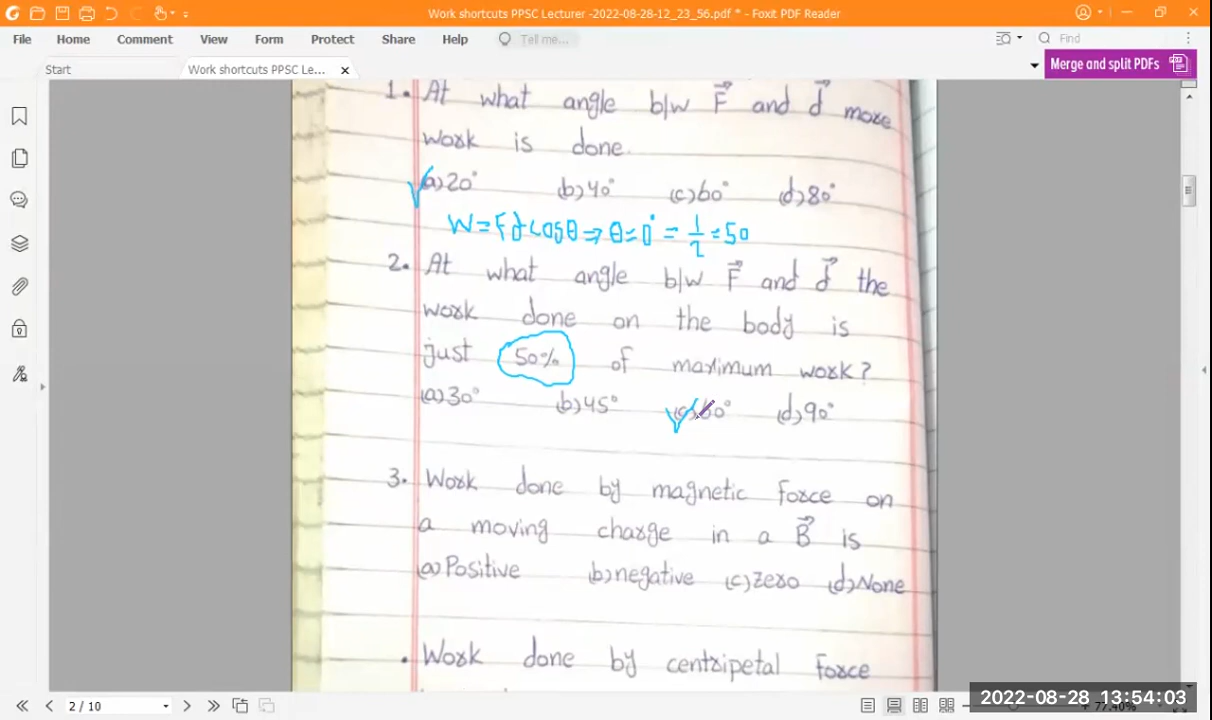 Work shortcuts PPSC Lecturer -2022-08-28-12_23_56.pdf * - Foxit PDF Reader
File Home Comment View Form Protect Share Help Tell me... Find
Start Work shortcuts PPSC Le... Merge and split PDFs
1. At what angle b/w F⃗ and d⃗ more
work is done.
(a) 20° (b) 40° (c) 60° (d) 80°
W = Fd cosθ ⇒ θ = 0° = 1/2 = 50
2. At what angle b/w F⃗ and d⃗ the
work done on the body is
just 50% of maximum work?
(a) 30° (b) 45° (c) 60° (d) 90°
3. Work done by magnetic force on
a moving charge in a B⃗ is
(a) Positive (b) negative (c) zero (d) None
. Work done by centripetal force
2 / 10
2022-08-28 13:54:03